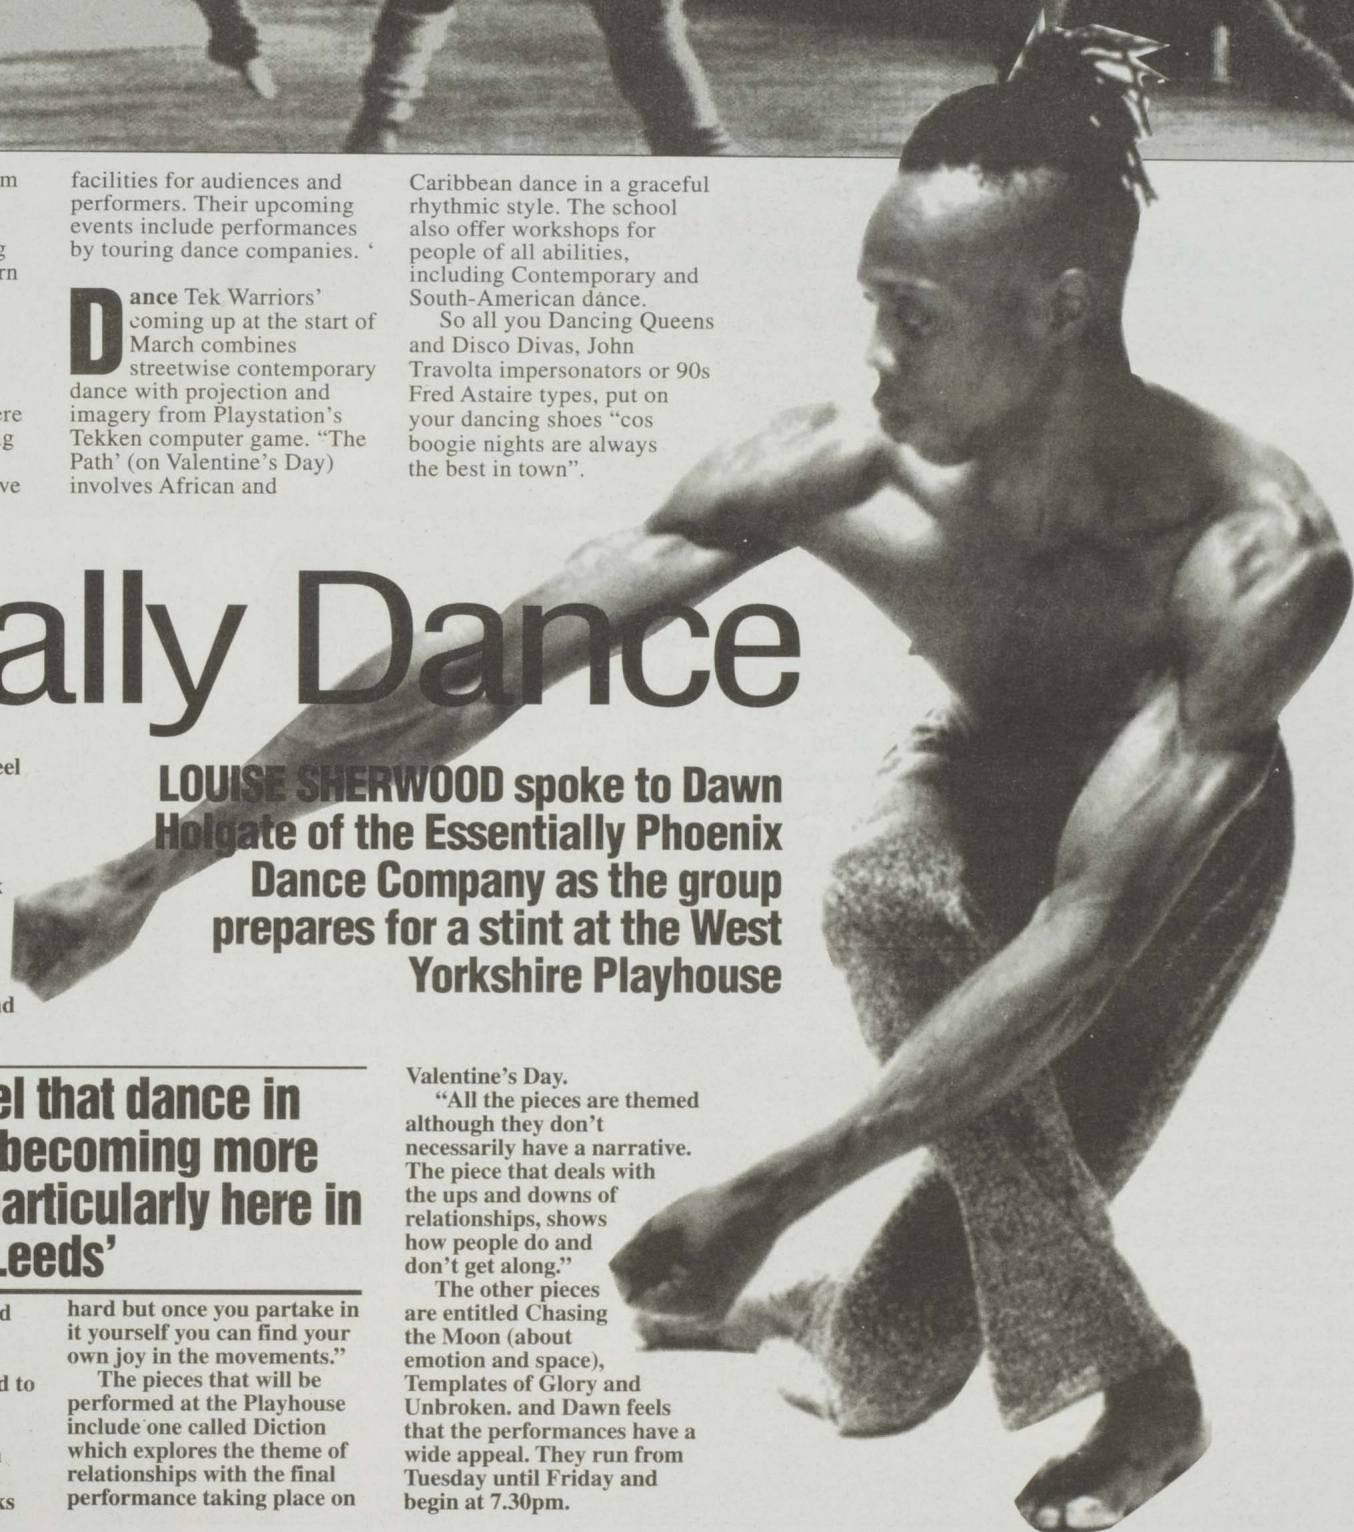 m
g
rn
ere
g
ve
facilities for audiences and
performers. Their upcoming
events include performances
by touring dance companies. ‘
Dance Tek Warriors’
coming up at the start of
March combines
streetwise contemporary
dance with projection and
imagery from Playstation’s
Tekken computer game. “The
Path’ (on Valentine’s Day)
involves African and
Caribbean dance in a graceful
rhythmic style. The school
also offer workshops for
people of all abilities,
including Contemporary and
South-American dance.
So all you Dancing Queens
and Disco Divas, John
Travolta impersonators or 90s
Fred Astaire types, put on
your dancing shoes “cos
boogie nights are always
the best in town”.
ally Dance
eel
LOUISE SHERWOOD spoke to Dawn
Holgate of the Essentially Phoenix
Dance Company as the group
prepares for a stint at the West
Yorkshire Playhouse
el that dance in
becoming more
articularly here in
Leeds’
d
d to
ks
hard but once you partake in
it yourself you can find your
own joy in the movements.”
The pieces that will be
performed at the Playhouse
include one called Diction
which explores the theme of
relationships with the final
performance taking place on
Valentine’s Day.
“All the pieces are themed
although they don’t
necessarily have a narrative.
The piece that deals with
the ups and downs of
relationships, shows
how people do and
don’t get along.”
The other pieces
are entitled Chasing
the Moon (about
emotion and space),
Templates of Glory and
Unbroken. and Dawn feels
that the performances have a
wide appeal. They run from
Tuesday until Friday and
begin at 7.30pm.